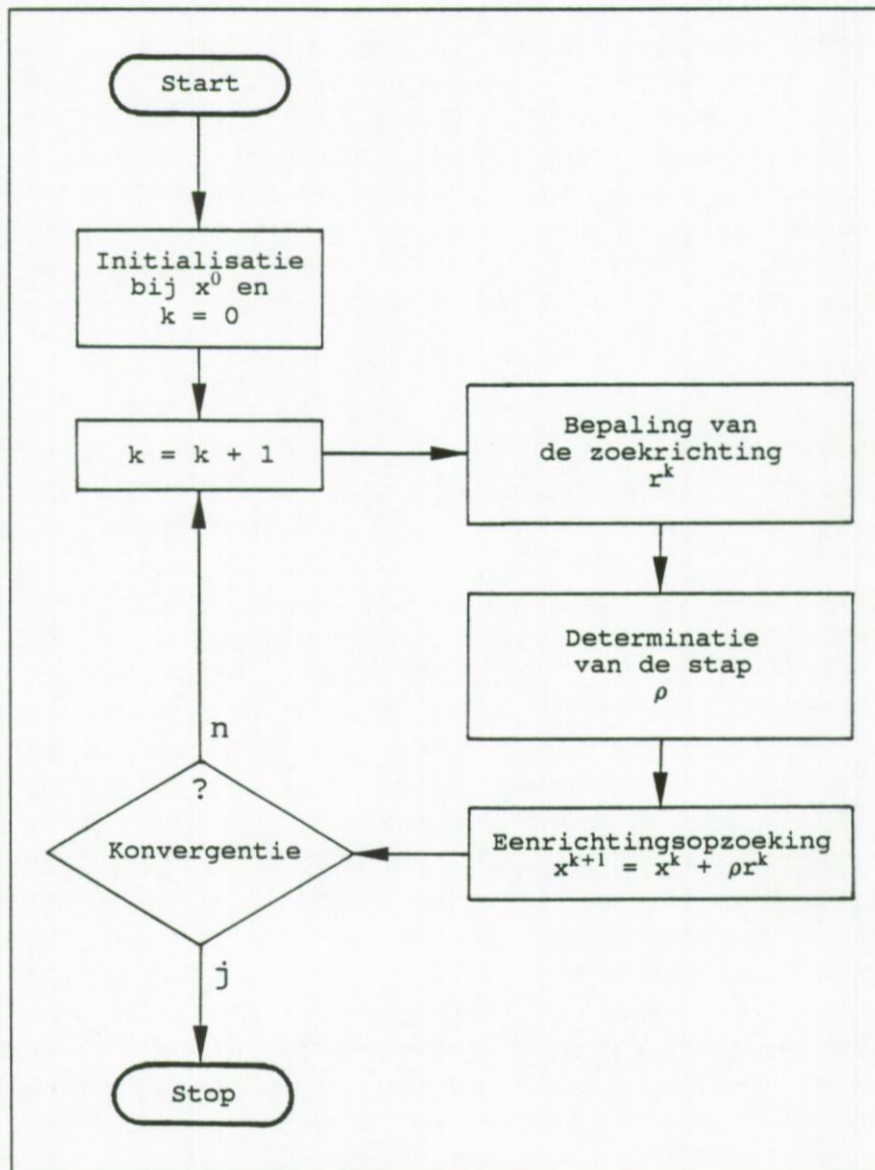 Start
Initialisatie
bij x⁰ en
k = 0
k = k + 1
Bepaling van
de zoekrichting
rᵏ
Determinatie
van de stap
ρ
Eenrichtingsopzoeking
xᵏ⁺¹ = xᵏ + ρrᵏ
n
?
Konvergentie
j
Stop